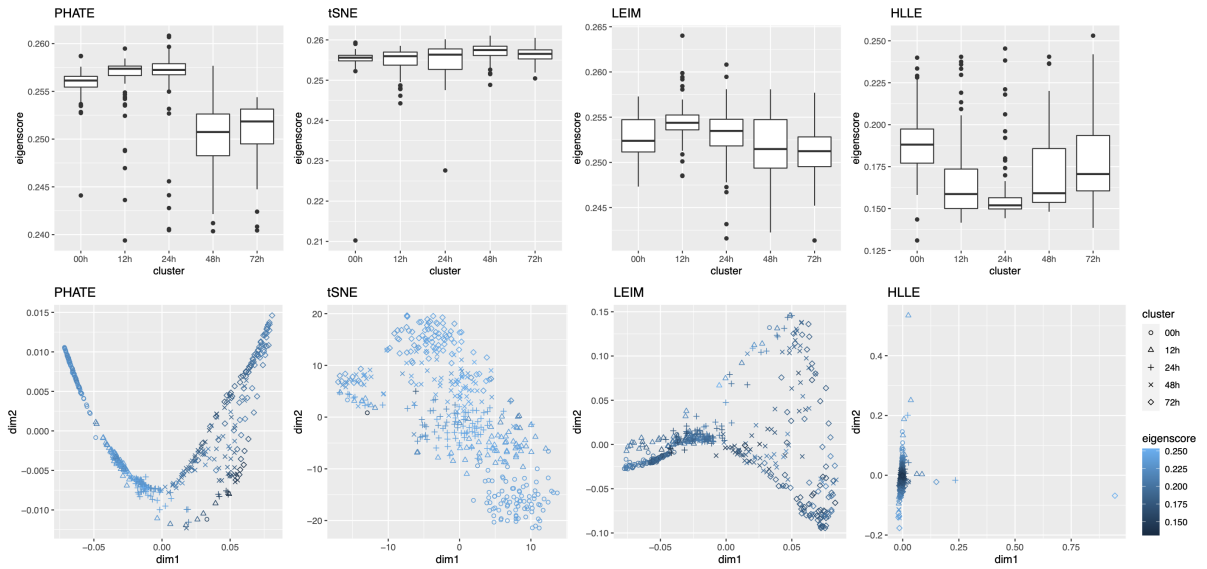 PHATE
tSNE
LEIM
HLLE
0.260
0.255
0.250
0.245
0.240
eigenscore
00h 12h 24h 48h 72h
cluster
0.26
0.25
0.24
0.23
0.22
0.21
eigenscore
00h 12h 24h 48h 72h
cluster
0.265
0.260
0.255
0.250
0.245
eigenscore
00h 12h 24h 48h 72h
cluster
0.250
0.225
0.200
0.175
0.150
0.125
eigenscore
00h 12h 24h 48h 72h
cluster
PHATE
tSNE
LEIM
HLLE
0.015
0.010
0.005
0.000
−0.005
−0.010
dim2
−0.05 0.00 0.05
dim1
20
10
0
−10
−20
dim2
−10 0 10
dim1
0.15
0.10
0.05
0.00
−0.05
−0.10
dim2
−0.05 0.00 0.05
dim1
0.4
0.2
0.0
−0.2
dim2
0.00 0.25 0.50 0.75
dim1
cluster
00h
12h
24h
48h
72h
eigenscore
0.250
0.225
0.200
0.175
0.150